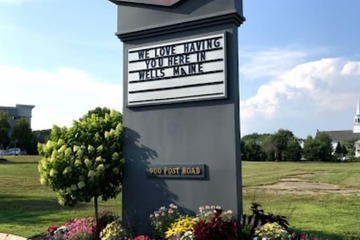 WE LOVE HAVING
YOU HERE IN
WELLS MAINE
900 POST ROAD